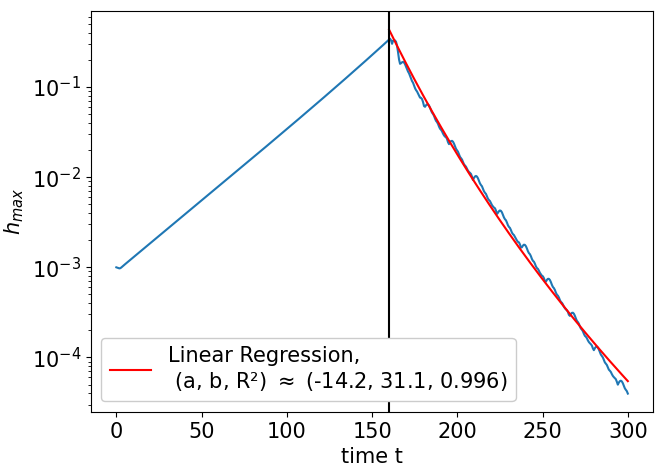 10⁻¹
10⁻²
10⁻³
10⁻⁴
hₘₐₓ
Linear Regression,
(a, b, R²) ≈ (-14.2, 31.1, 0.996)
0 50 100 150 200 250 300
time t